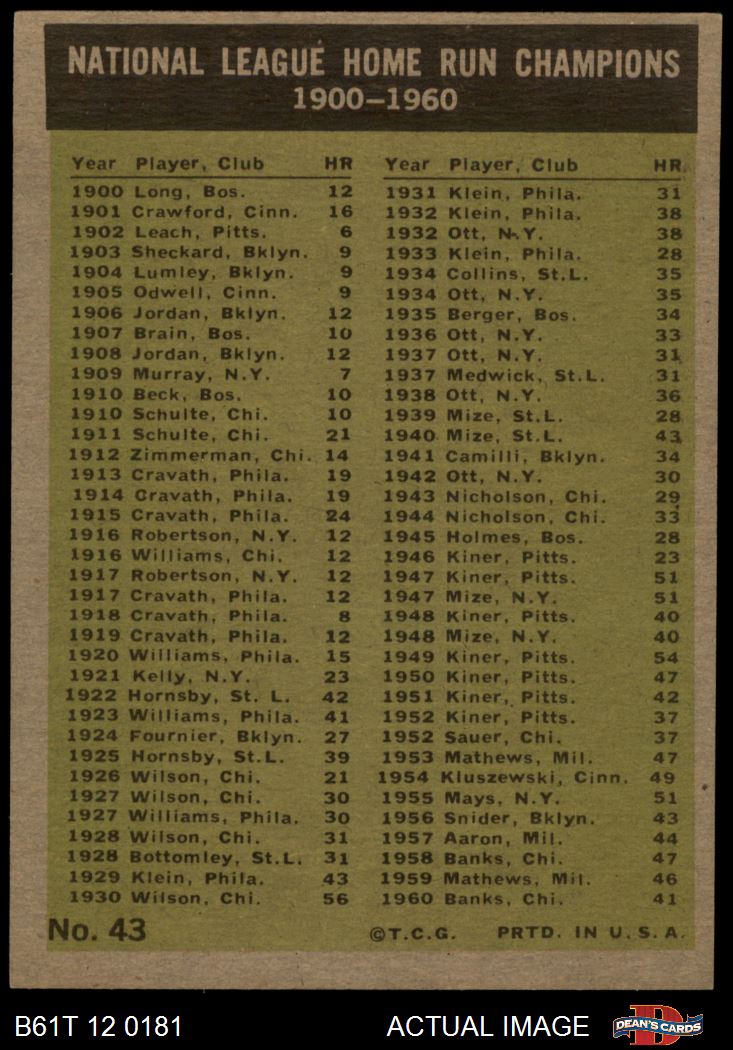 NATIONAL LEAGUE HOME RUN CHAMPIONS
1900-1960
Year Player, Club HR
1900 Long, Bos. 12
1901 Crawford, Cinn. 16
1902 Leach, Pitts. 6
1903 Sheckard, Bklyn. 9
1904 Lumley, Bklyn. 9
1905 Odwell, Cinn. 9
1906 Jordan, Bklyn. 12
1907 Brain, Bos. 10
1908 Jordan, Bklyn. 12
1909 Murray, N.Y. 7
1910 Beck, Bos. 10
1910 Schulte, Chi. 10
1911 Schulte, Chi. 21
1912 Zimmerman, Chi. 14
1913 Cravath, Phila. 19
1914 Cravath, Phila. 19
1915 Cravath, Phila. 24
1916 Robertson, N.Y. 12
1916 Williams, Chi. 12
1917 Robertson, N.Y. 12
1917 Cravath, Phila. 12
1918 Cravath, Phila. 8
1919 Cravath, Phila. 12
1920 Williams, Phila. 15
1921 Kelly, N.Y. 23
1922 Hornsby, St. L. 42
1923 Williams, Phila. 41
1924 Fournier, Bklyn. 27
1925 Hornsby, St.L. 39
1926 Wilson, Chi. 21
1927 Wilson, Chi. 30
1927 Williams, Phila. 30
1928 Wilson, Chi. 31
1928 Bottomley, St.L. 31
1929 Klein, Phila. 43
1930 Wilson, Chi. 56
Year Player, Club HR
1931 Klein, Phila. 31
1932 Klein, Phila. 38
1932 Ott, N.Y. 38
1933 Klein, Phila. 28
1934 Collins, St.L. 35
1934 Ott, N.Y. 35
1935 Berger, Bos. 34
1936 Ott, N.Y. 33
1937 Ott, N.Y. 31
1937 Medwick, St.L. 31
1938 Ott, N.Y. 36
1939 Mize, St.L. 28
1940 Mize, St.L. 43
1941 Camilli, Bklyn. 34
1942 Ott, N.Y. 30
1943 Nicholson, Chi. 29
1944 Nicholson, Chi. 33
1945 Holmes, Bos. 28
1946 Kiner, Pitts. 23
1947 Kiner, Pitts. 51
1947 Mize, N.Y. 51
1948 Kiner, Pitts. 40
1948 Mize, N.Y. 40
1949 Kiner, Pitts. 54
1950 Kiner, Pitts. 47
1951 Kiner, Pitts. 42
1952 Kiner, Pitts. 37
1952 Sauer, Chi. 37
1953 Mathews, Mil. 47
1954 Kluszewski, Cinn. 49
1955 Mays, N.Y. 51
1956 Snider, Bklyn. 43
1957 Aaron, Mil. 44
1958 Banks, Chi. 47
1959 Mathews, Mil. 46
1960 Banks, Chi. 41
No. 43 ©T.C.G. PRTD. IN U.S.A.
B61T 12 0181 ACTUAL IMAGE DEAN'S CARDS